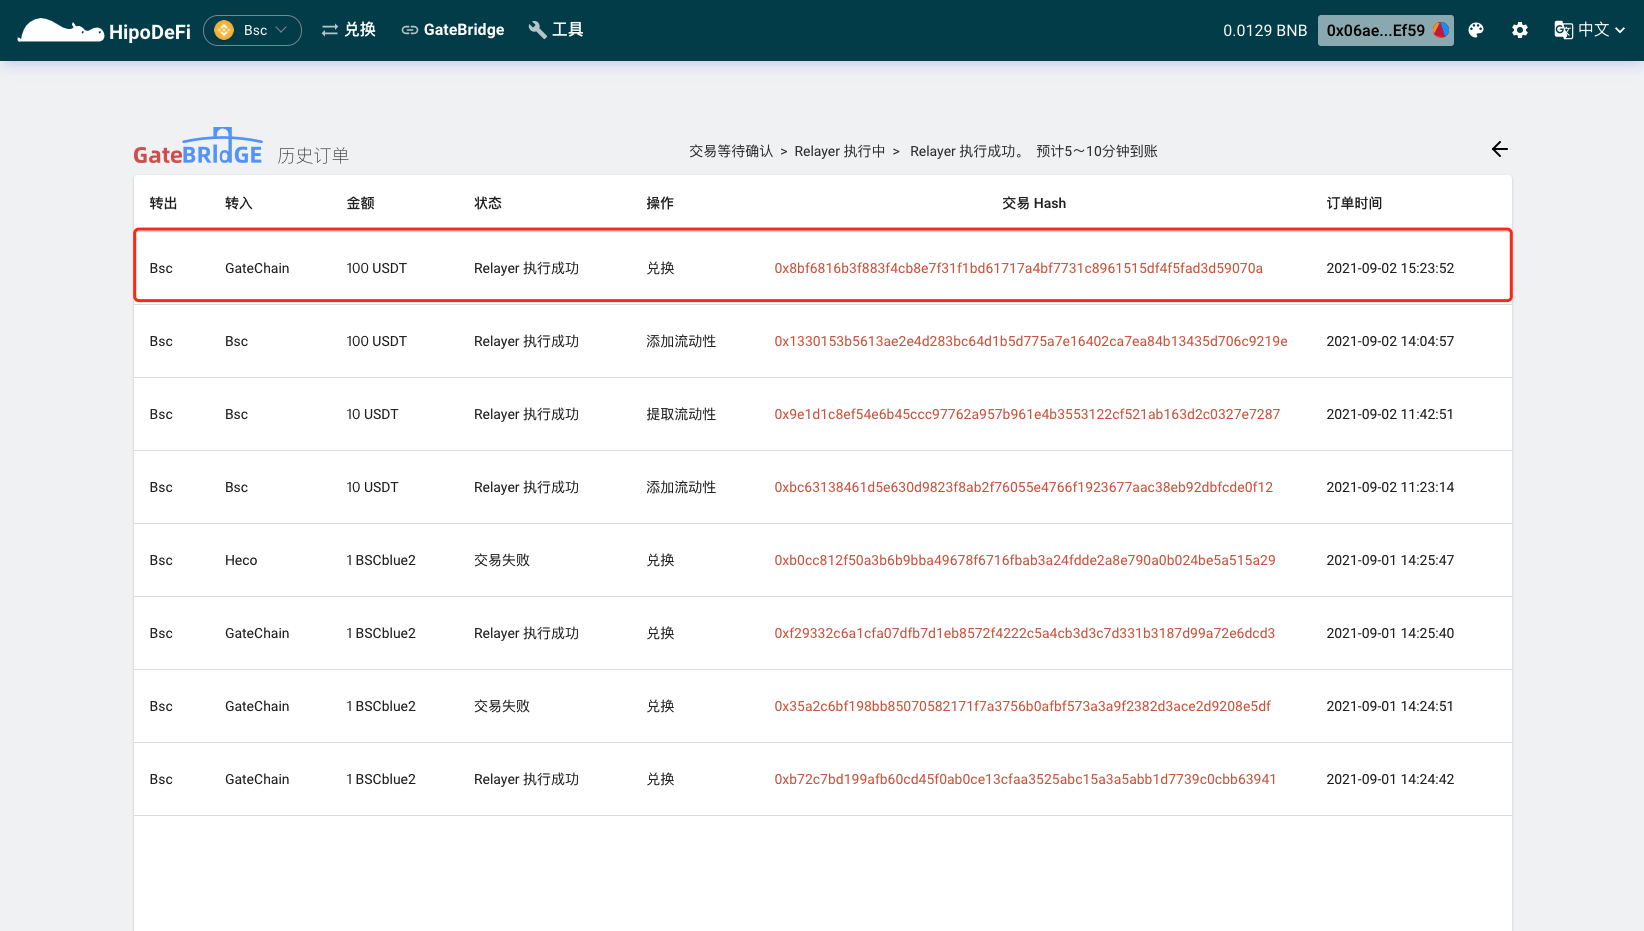 HipoDeFi Bsc 兑换 GateBridge 工具 0.0129 BNB 0x06ae...Ef59 中文
GateBRIdGE 历史订单 交易等待确认 > Relayer 执行中 > Relayer 执行成功。 预计5～10分钟到账
转出 转入 金额 状态 操作 交易 Hash 订单时间
Bsc GateChain 100 USDT Relayer 执行成功 兑换 0x8bf6816b3f883f4cb8e7f31f1bd61717a4bf7731c8961515df4f5fad3d59070a 2021-09-02 15:23:52
Bsc Bsc 100 USDT Relayer 执行成功 添加流动性 0x1330153b5613ae2e4d283bc64d1b5d775a7e16402ca7ea84b13435d706c9219e 2021-09-02 14:04:57
Bsc Bsc 10 USDT Relayer 执行成功 提取流动性 0x9e1d1c8ef54e6b45ccc97762a957b961e4b3553122cf521ab163d2c0327e7287 2021-09-02 11:42:51
Bsc Bsc 10 USDT Relayer 执行成功 添加流动性 0xbc63138461d5e630d9823f8ab2f76055e4766f1923677aac38eb92dbfcde0f12 2021-09-02 11:23:14
Bsc Heco 1 BSCblue2 交易失败 兑换 0xb0cc812f50a3b6b9bba49678f6716fbab3a24fdde2a8e790a0b024be5a515a29 2021-09-01 14:25:47
Bsc GateChain 1 BSCblue2 Relayer 执行成功 兑换 0xf29332c6a1cfa07dfb7d1eb8572f4222c5a4cb3d3c7d331b3187d99a72e6dcd3 2021-09-01 14:25:40
Bsc GateChain 1 BSCblue2 交易失败 兑换 0x35a2c6bf198bb85070582171f7a3756b0afbf573a3a9f2382d3ace2d9208e5df 2021-09-01 14:24:51
Bsc GateChain 1 BSCblue2 Relayer 执行成功 兑换 0xb72c7bd199afb60cd45f0ab0ce13cfaa3525abc15a3a5abb1d7739c0cbb63941 2021-09-01 14:24:42